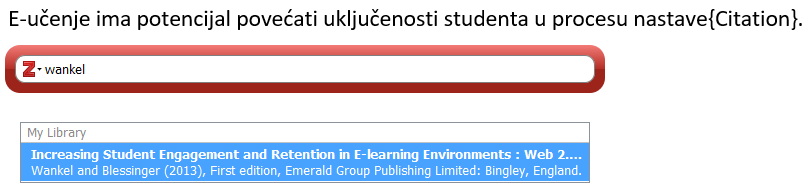 E-učenje ima potencijal povećati uključenosti studenta u procesu nastave{Citation}.
Z wankel
My Library
Increasing Student Engagement and Retention in E-learning Environments : Web 2....
Wankel and Blessinger (2013), First edition, Emerald Group Publishing Limited: Bingley, England.